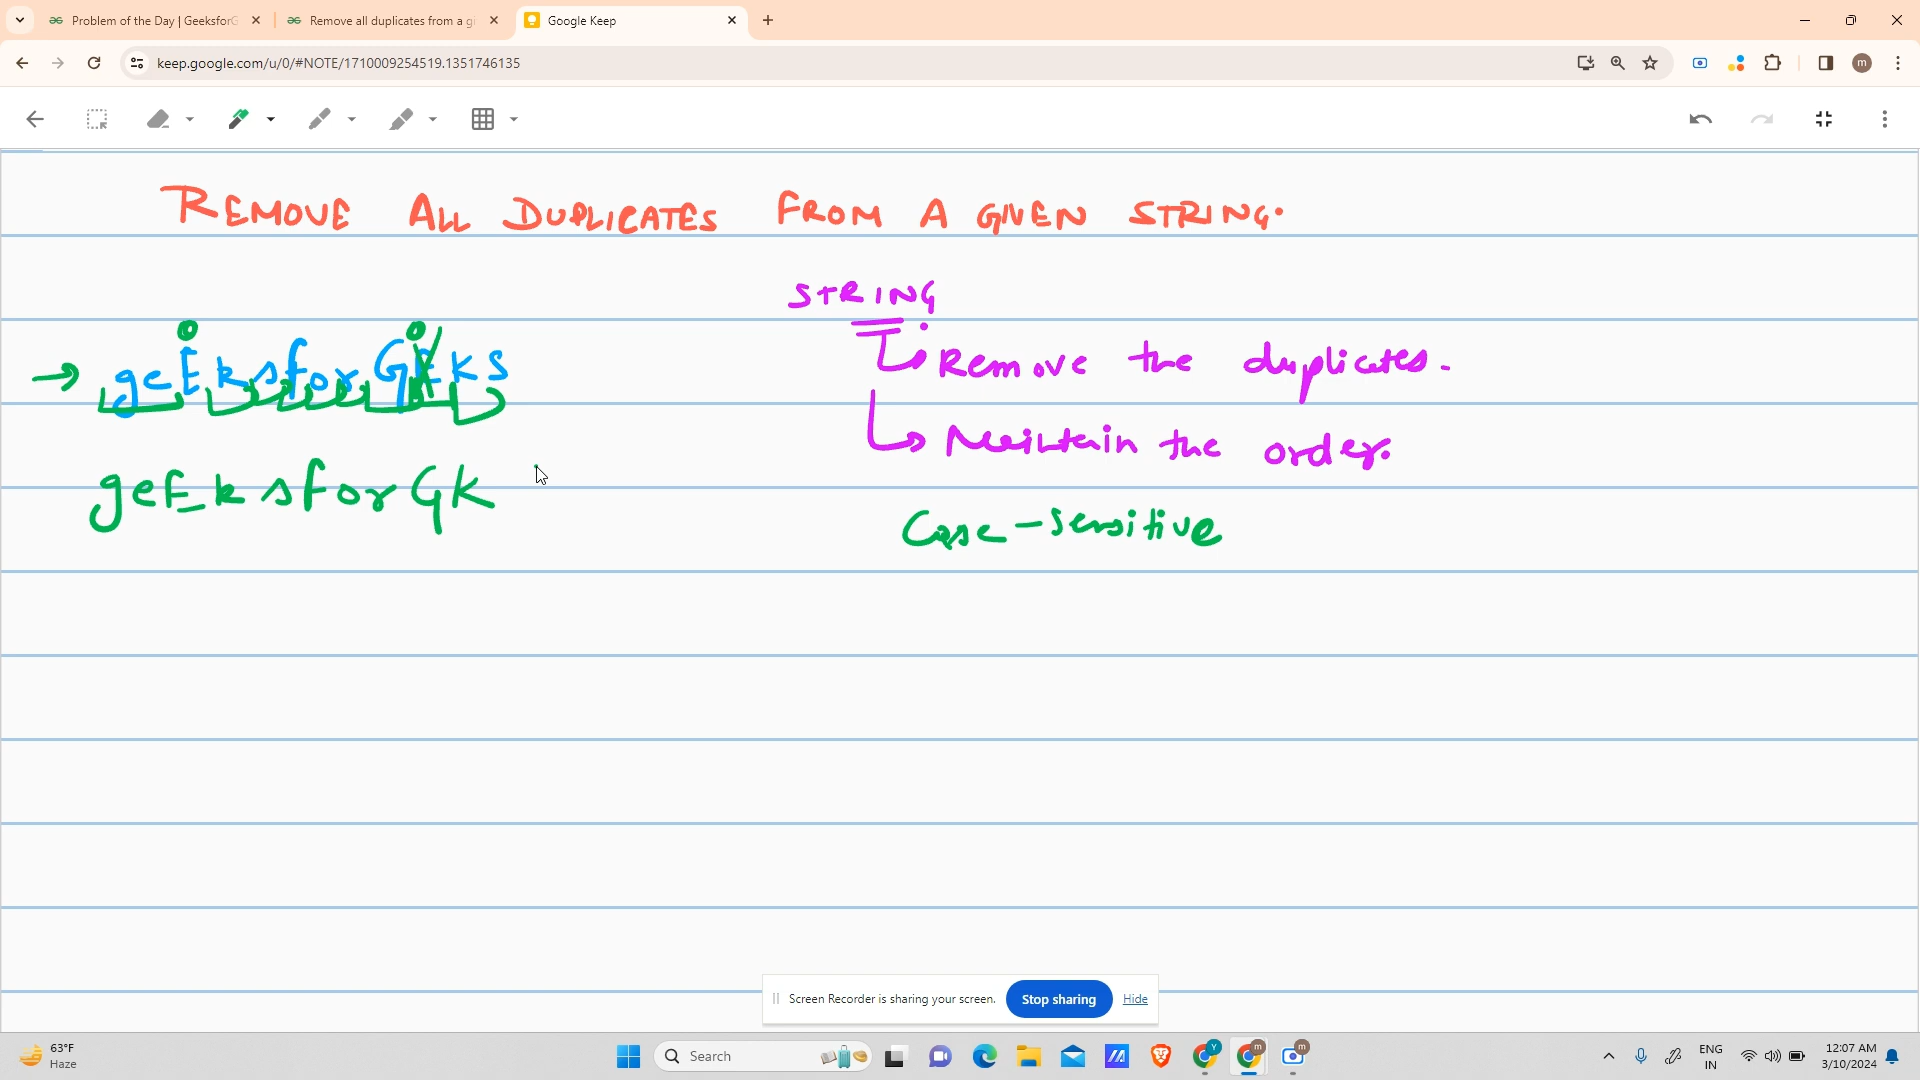 Problem of the Day | GeeksforG
Remove all duplicates from a gi
Google Keep
keep.google.com/u/0/#NOTE/1710009254519.1351746135
m
REMOVE ALL DUPLICATES FROM A GIVEN STRING.
STRING
geEksforGEKS
Remove the duplicates.
Maintain the order.
geEksforGK
Case-Sensitive
Screen Recorder is sharing your screen.
Stop sharing
Hide
63°F
Haze
Search
Y
m
m
ENG
IN
12:07 AM
3/10/2024